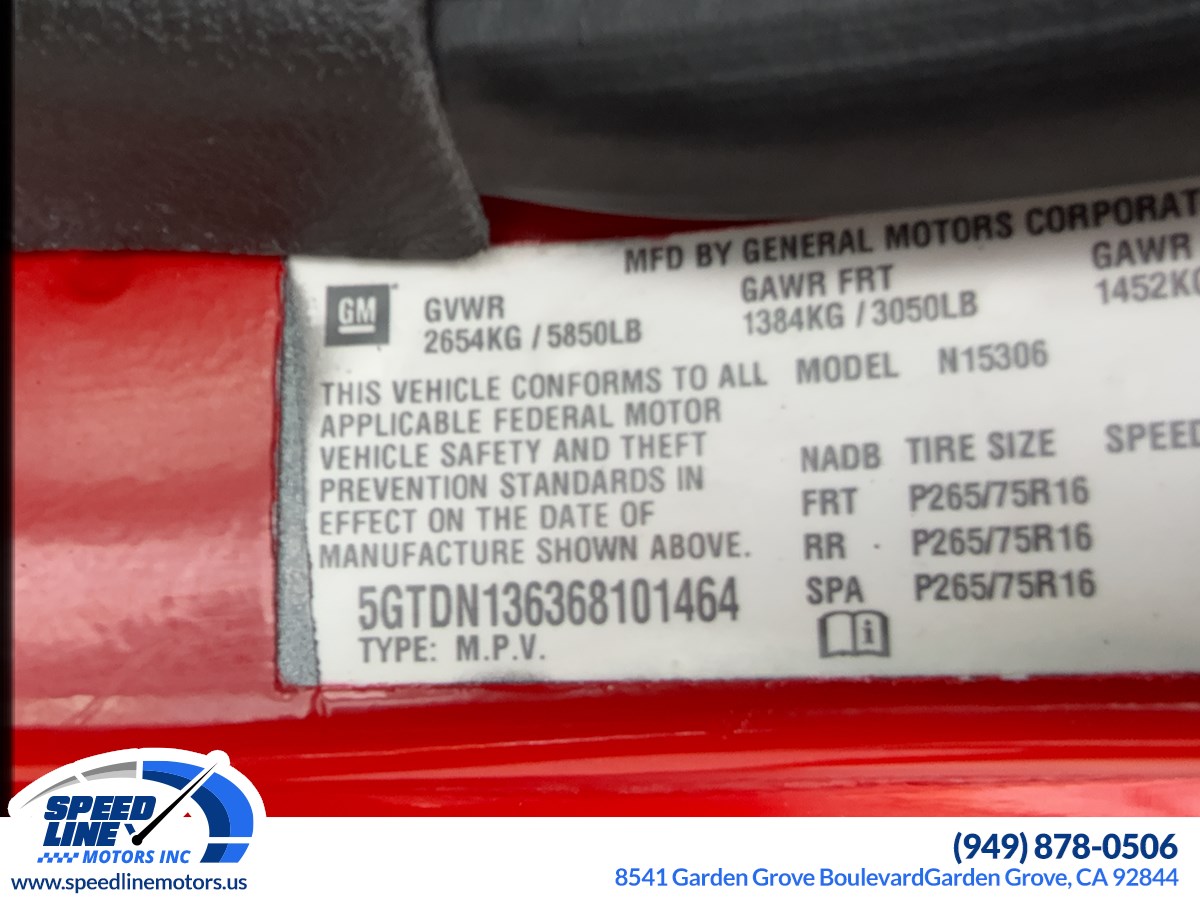 MFD BY GENERAL MOTORS CORPORAT
GM
GVWR
2654KG / 5850LB
GAWR FRT
1384KG / 3050LB
GAWR
1452KG
THIS VEHICLE CONFORMS TO ALL
APPLICABLE FEDERAL MOTOR
VEHICLE SAFETY AND THEFT
PREVENTION STANDARDS IN
EFFECT ON THE DATE OF
MANUFACTURE SHOWN ABOVE.
5GTDN136368101464
TYPE: M.P.V.
MODEL N15306
NADB TIRE SIZE SPEED
FRT P265/75R16
RR P265/75R16
SPA P265/75R16
i
SPEED
LINE
MOTORS INC
www.speedlinemotors.us
(949) 878-0506
8541 Garden Grove BoulevardGarden Grove, CA 92844